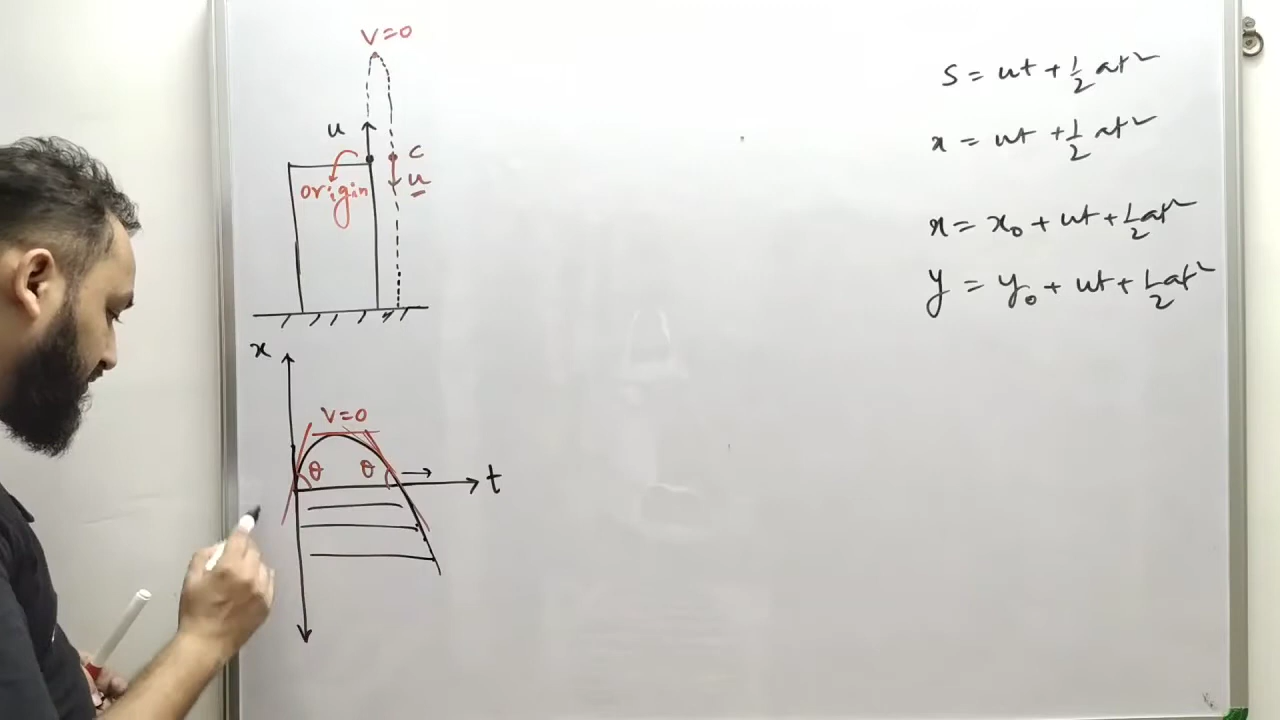 V=0
u
c
origin
u
x
V=0
θ
θ
t
S = ut + 1/2 at²
x = ut + 1/2 at²
x = x₀ + ut + 1/2 at²
y = y₀ + ut + 1/2 at²